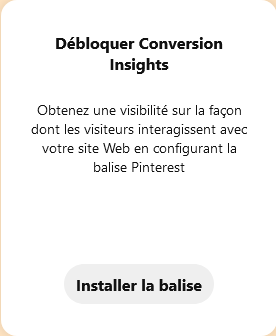 Débloquer Conversion
Insights
Obtenez une visibilité sur la façon
dont les visiteurs interagissent avec
votre site Web en configurant la
balise Pinterest
Installer la balise